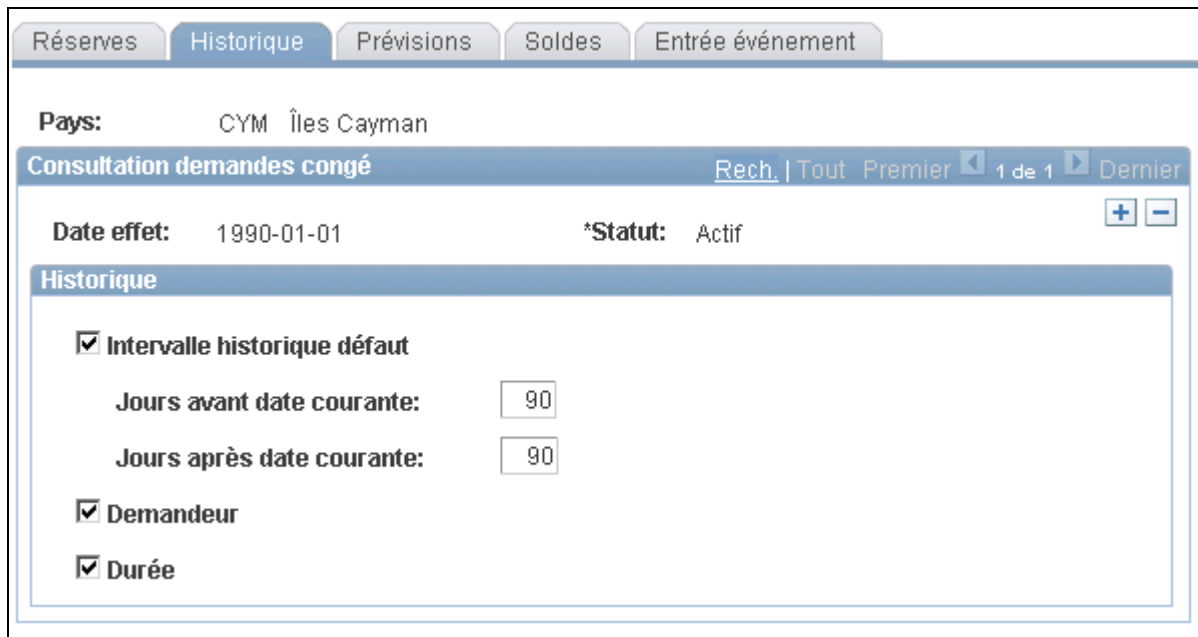 Réserves Historique Prévisions Soldes Entrée événement
Pays: CYM Îles Cayman
Consultation demandes congé Rech. | Tout Premier 1 de 1 Dernier
Date effet: 1990-01-01 *Statut: Actif
Historique
Intervalle historique défaut
Jours avant date courante: 90
Jours après date courante: 90
Demandeur
Durée